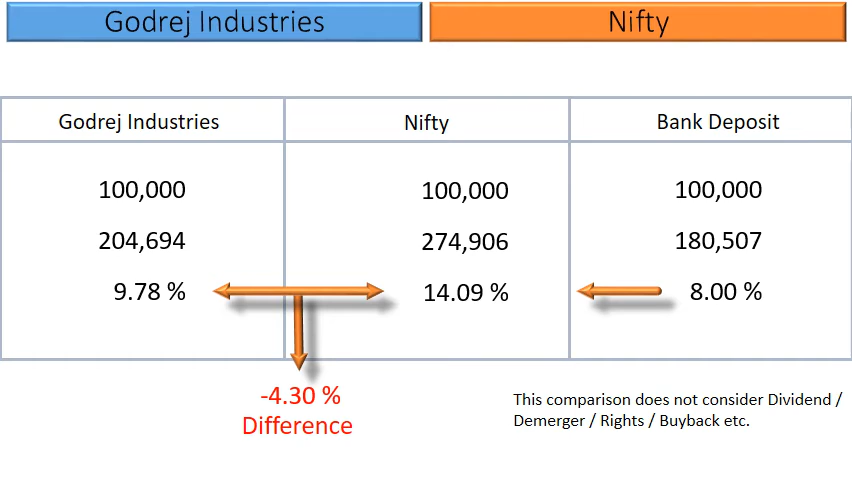 Godrej Industries
Nifty
Godrej Industries
Nifty
Bank Deposit
100,000
100,000
100,000
204,694
274,906
180,507
9.78 %
14.09 %
8.00 %
-4.30 %
Difference
This comparison does not consider Dividend /
Demerger / Rights / Buyback etc.